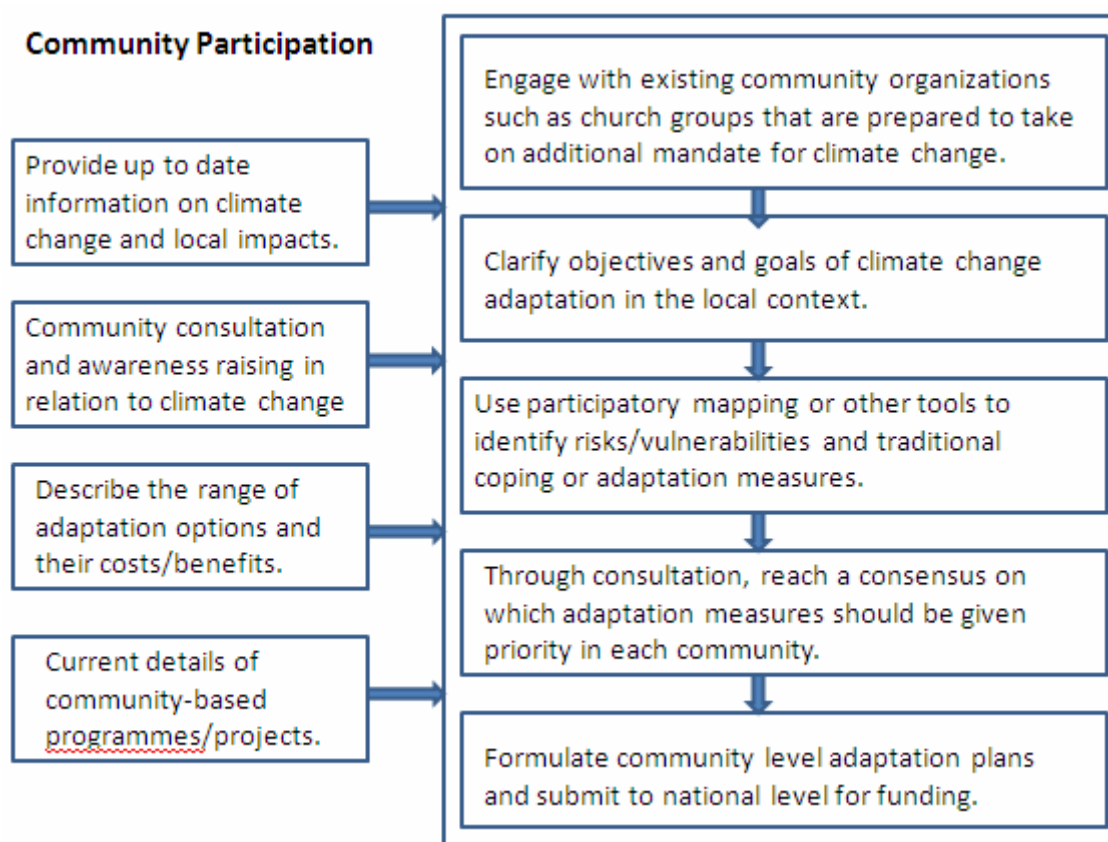 Community Participation
Provide up to date
information on climate
change and local impacts.
Community consultation
and awareness raising in
relation to climate change
Describe the range of
adaptation options and
their costs/benefits.
Current details of
community-based
programmes/projects.
Engage with existing community organizations
such as church groups that are prepared to take
on additional mandate for climate change.
Clarify objectives and goals of climate change
adaptation in the local context.
Use participatory mapping or other tools to
identify risks/vulnerabilities and traditional
coping or adaptation measures.
Through consultation, reach a consensus on
which adaptation measures should be given
priority in each community.
Formulate community level adaptation plans
and submit to national level for funding.